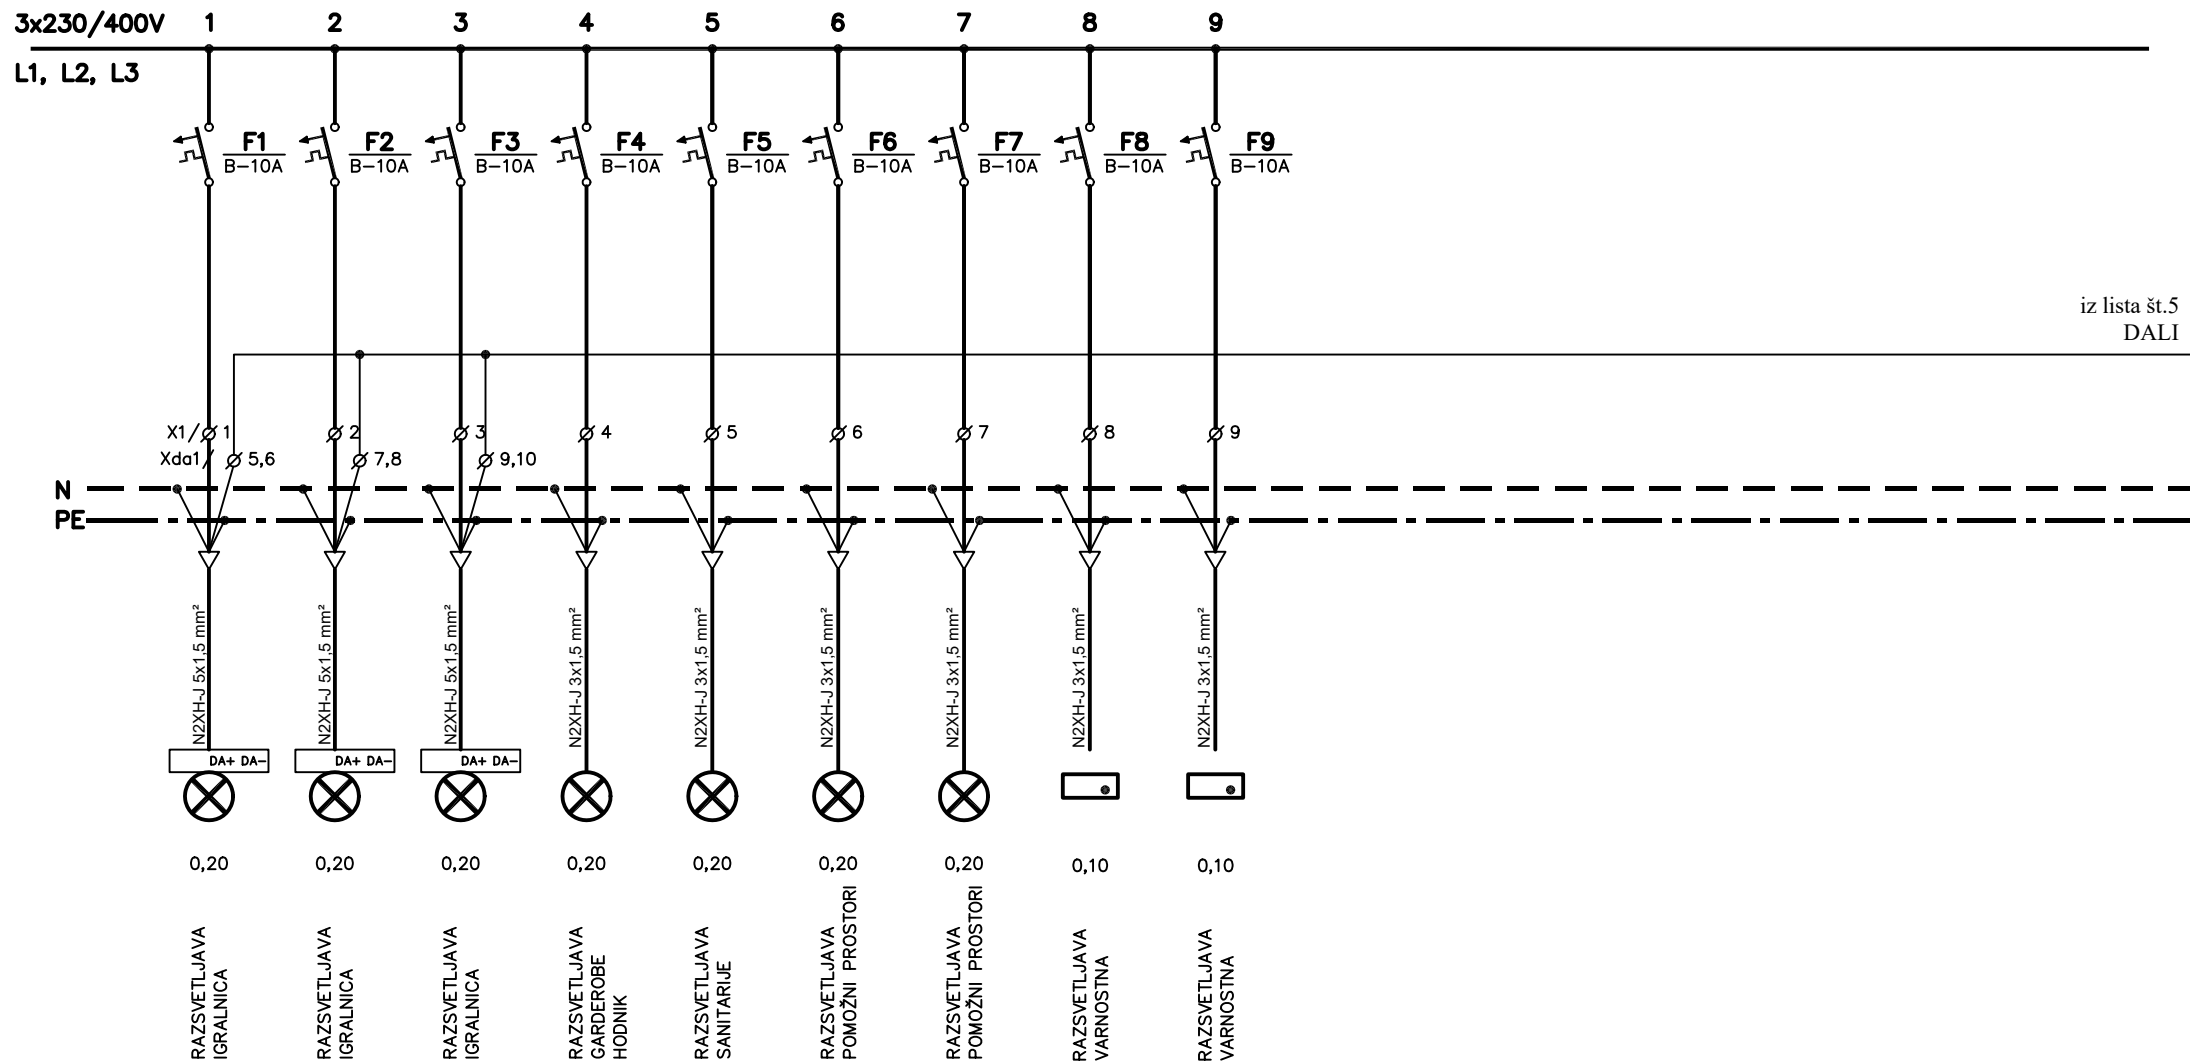 3x230/400V 1 2 3 4 5 6 7 8 9
L1, L2, L3
F1 F2 F3 F4 F5 F6 F7 F8 F9
B-10A B-10A B-10A B-10A B-10A B-10A B-10A B-10A B-10A
iz lista št.5
DALI
X1/ 1 2 3 4 5 6 7 8 9
Xda1/ 5,6 7,8 9,10
N
PE
N2XH-J 5x1,5 mm²
N2XH-J 5x1,5 mm²
N2XH-J 5x1,5 mm²
N2XH-J 3x1,5 mm²
N2XH-J 3x1,5 mm²
N2XH-J 3x1,5 mm²
N2XH-J 3x1,5 mm²
N2XH-J 3x1,5 mm²
N2XH-J 3x1,5 mm²
DA+ DA- DA+ DA- DA+ DA-
0,20 0,20 0,20 0,20 0,20 0,20 0,20 0,10 0,10
RAZSVETLJAVA
IGRALNICA
RAZSVETLJAVA
IGRALNICA
RAZSVETLJAVA
IGRALNICA
RAZSVETLJAVA
GARDEROBE
HODNIK
RAZSVETLJAVA
SANITARIJE
RAZSVETLJAVA
POMOŽNI PROSTORI
RAZSVETLJAVA
POMOŽNI PROSTORI
RAZSVETLJAVA
VARNOSTNA
RAZSVETLJAVA
VARNOSTNA